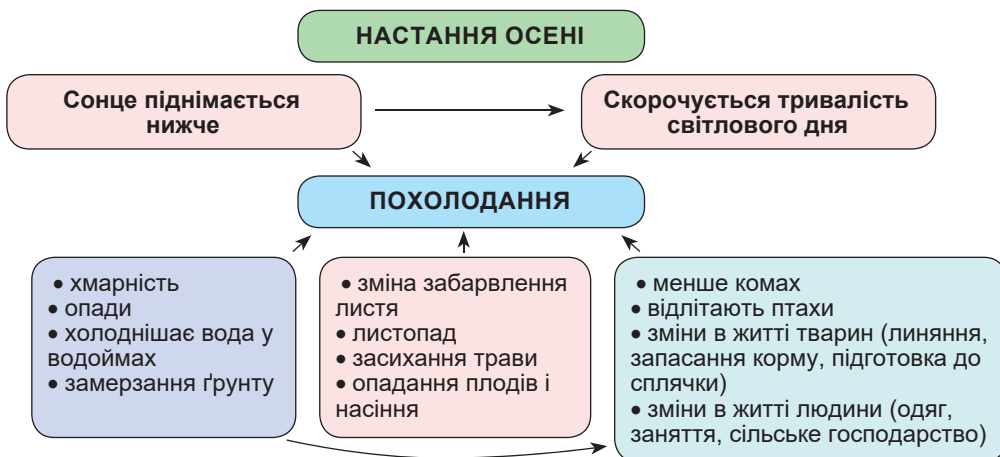 НАСТАННЯ ОСЕНІ
Сонце піднімається
нижче
Скорочується тривалість
світлового дня
ПОХОЛОДАННЯ
• хмарність
• опади
• холоднішає вода у
водоймах
• замерзання ґрунту
• зміна забарвлення
листя
• листопад
• засихання трави
• опадання плодів і
насіння
• менше комах
• відлітають птахи
• зміни в житті тварин (линяння,
запасання корму, підготовка до
сплячки)
• зміни в житті людини (одяг,
заняття, сільське господарство)